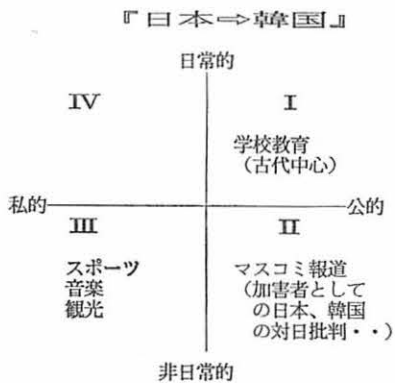 『日本⇨韓国』
日常的
Ⅳ
Ⅰ
学校教育
（古代中心）
私的
公的
Ⅲ
Ⅱ
スポーツ
音楽
観光
マスコミ報道
（加害者として
の日本、韓国
の対日批判・・）
非日常的